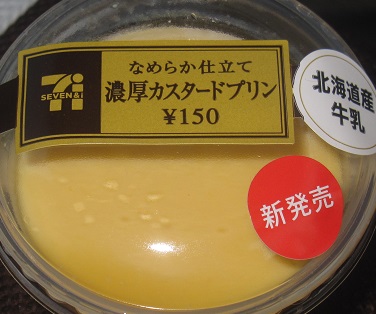 なめらか仕立て
濃厚カスタードプリン
¥150
SEVEN&i
北海道産
牛乳
新発売